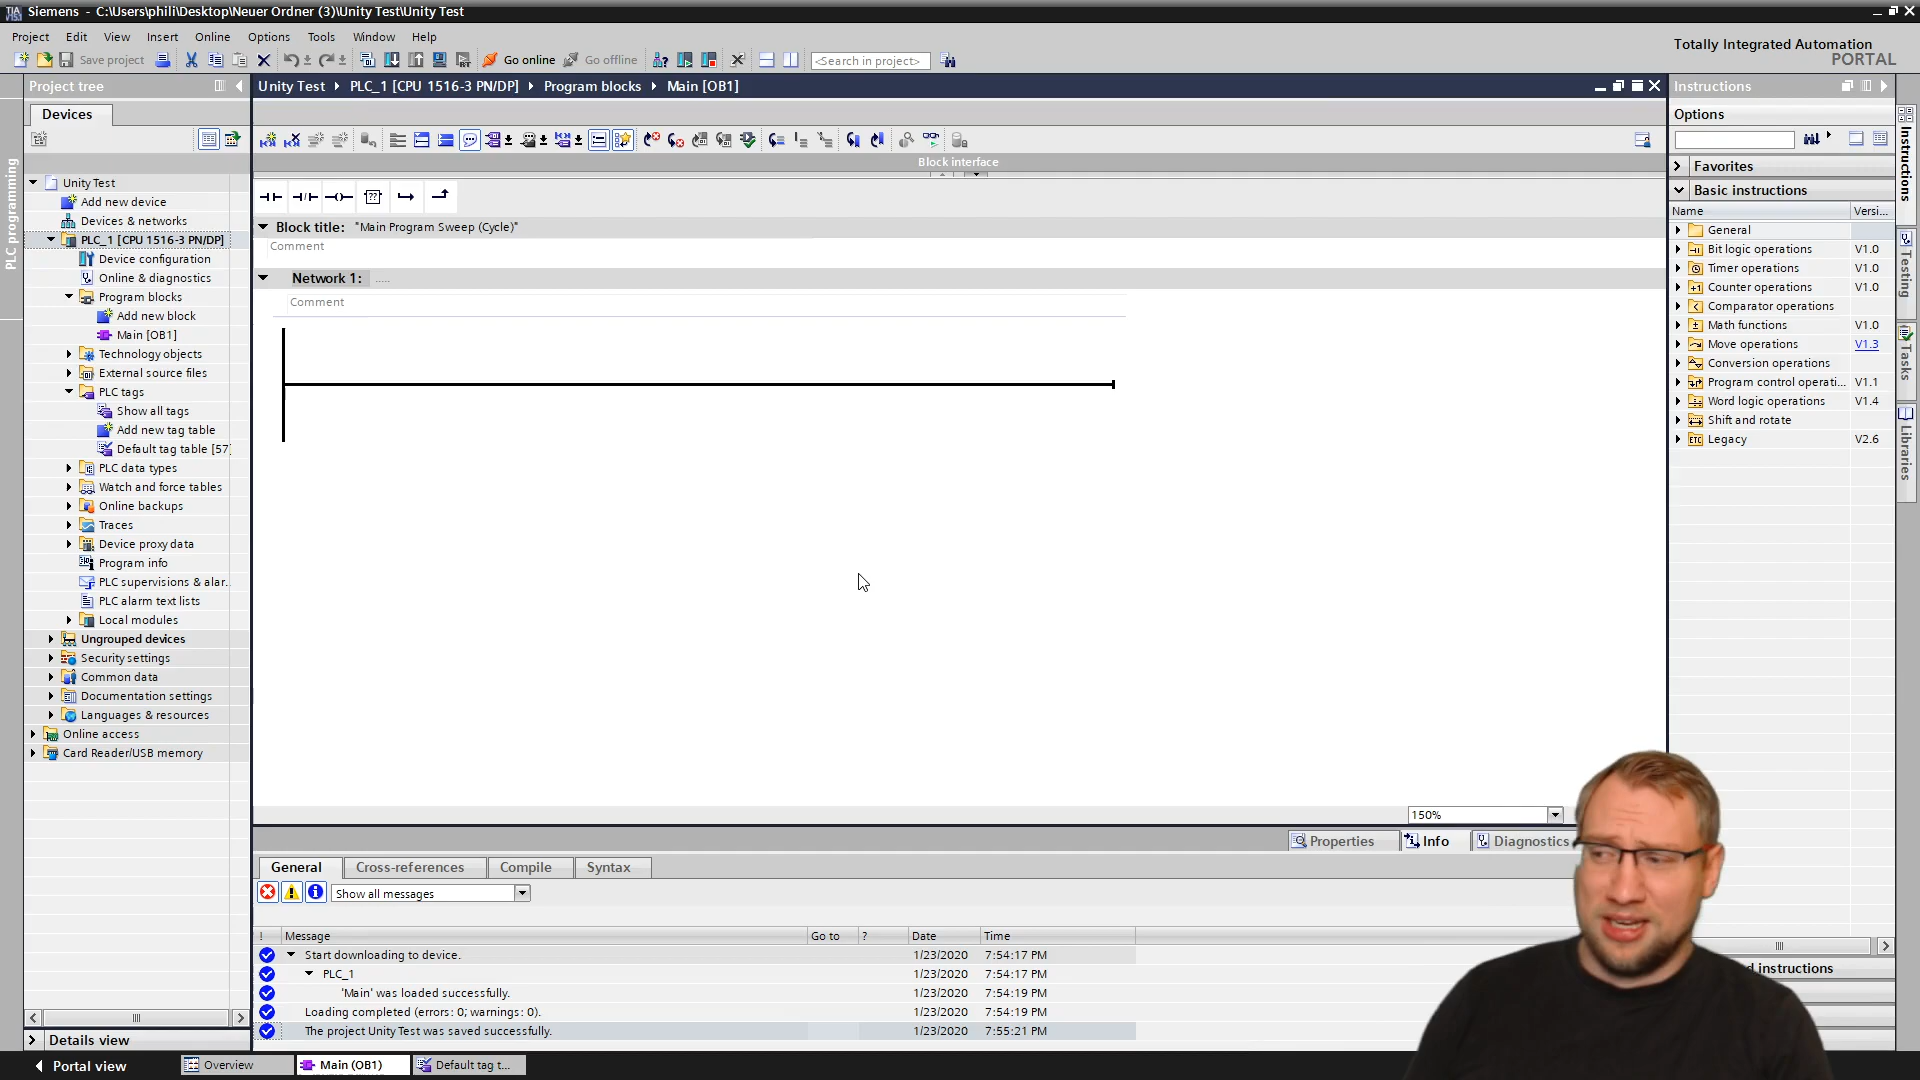 Siemens - C:\Users\phili\Desktop\Neuer Ordner (3)\Unity Test\Unity Test
Project Edit View Insert Online Options Tools Window Help
Totally Integrated Automation
PORTAL
Save project Go online Go offline <Search in project>
Project tree
Devices
PLC programming
Unity Test
Add new device
Devices & networks
PLC_1 [CPU 1516-3 PN/DP]
Device configuration
Online & diagnostics
Program blocks
Add new block
Main [OB1]
Technology objects
External source files
PLC tags
Show all tags
Add new tag table
Default tag table [57]
PLC data types
Watch and force tables
Online backups
Traces
Device proxy data
Program info
PLC supervisions & alar..
PLC alarm text lists
Local modules
Ungrouped devices
Security settings
Common data
Documentation settings
Languages & resources
Online access
Card Reader/USB memory
Details view
Unity Test PLC_1 [CPU 1516-3 PN/DP] Program blocks Main [OB1]
Block interface
Block title: "Main Program Sweep (Cycle)"
Comment
Network 1: .....
Comment
150%
Properties Info Diagnostics
General Cross-references Compile Syntax
Show all messages
! Message Go to ? Date Time
Start downloading to device. 1/23/2020 7:54:17 PM
PLC_1 1/23/2020 7:54:17 PM
'Main' was loaded successfully. 1/23/2020 7:54:19 PM
Loading completed (errors: 0; warnings: 0). 1/23/2020 7:54:19 PM
The project Unity Test was saved successfully. 1/23/2020 7:55:21 PM
Instructions
Options
Favorites
Basic instructions
Name Versi...
General
Bit logic operations V1.0
Timer operations V1.0
Counter operations V1.0
Comparator operations
Math functions V1.0
Move operations V1.3
Conversion operations
Program control operati... V1.1
Word logic operations V1.4
Shift and rotate
Legacy V2.6
instructions
Instructions
Testing
Tasks
Libraries
Portal view Overview Main (OB1) Default tag t...